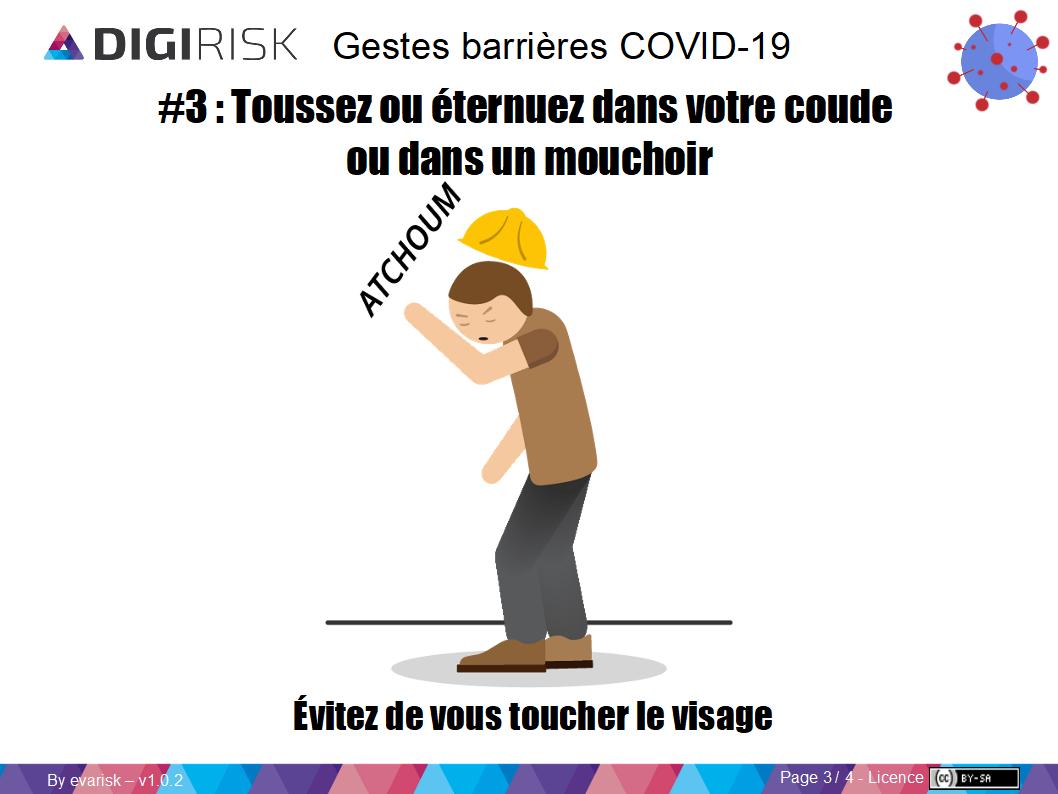 DIGIRISK Gestes barrières COVID-19
#3 : Toussez ou éternuez dans votre coude
ou dans un mouchoir
ATCHOUM
Évitez de vous toucher le visage
By evarisk – v1.0.2
Page 3 / 4 - Licence (cc) BY-SA